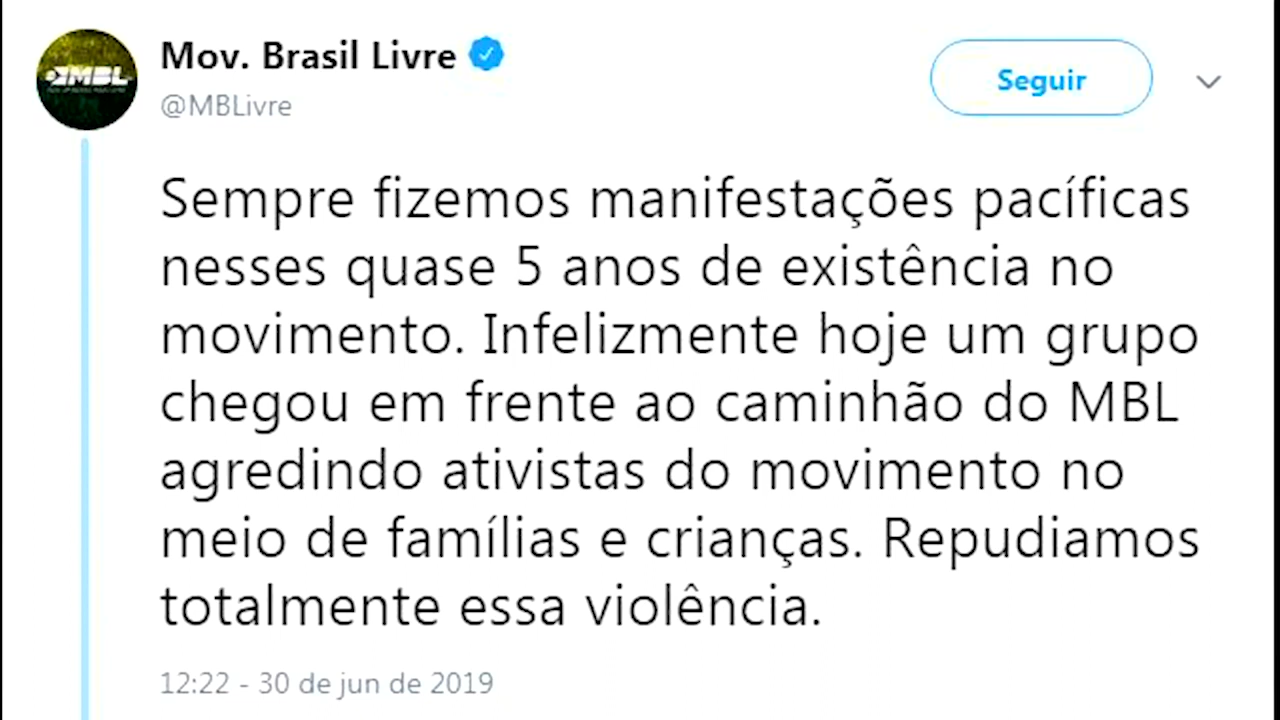 Mov. Brasil Livre
@MBLivre
Seguir
MBL
Sempre fizemos manifestações pacíficas
nesses quase 5 anos de existência no
movimento. Infelizmente hoje um grupo
chegou em frente ao caminhão do MBL
agredindo ativistas do movimento no
meio de famílias e crianças. Repudiamos
totalmente essa violência.
12:22 - 30 de jun de 2019